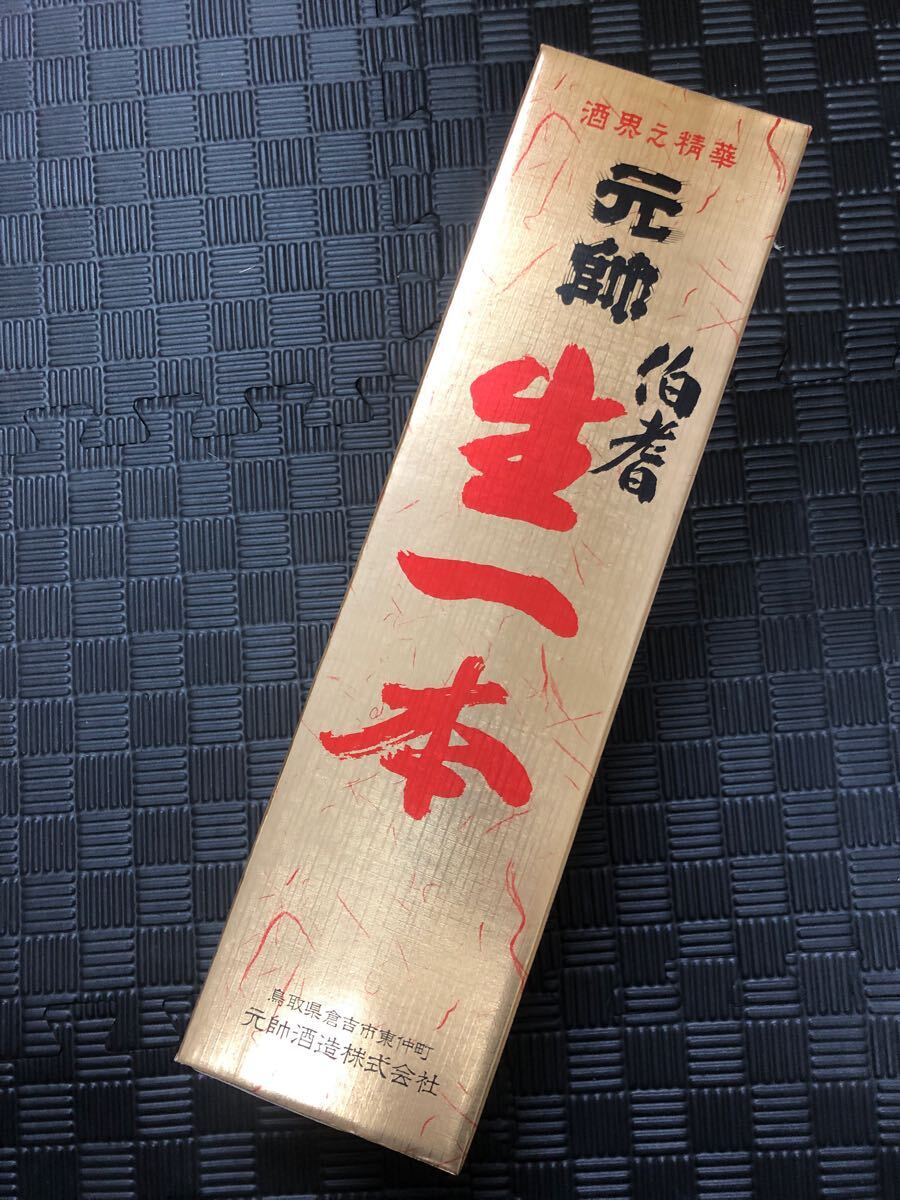 酒界之精華
元帥
伯耆
生一本
鳥取県倉吉市東仲町
元帥酒造株式会社